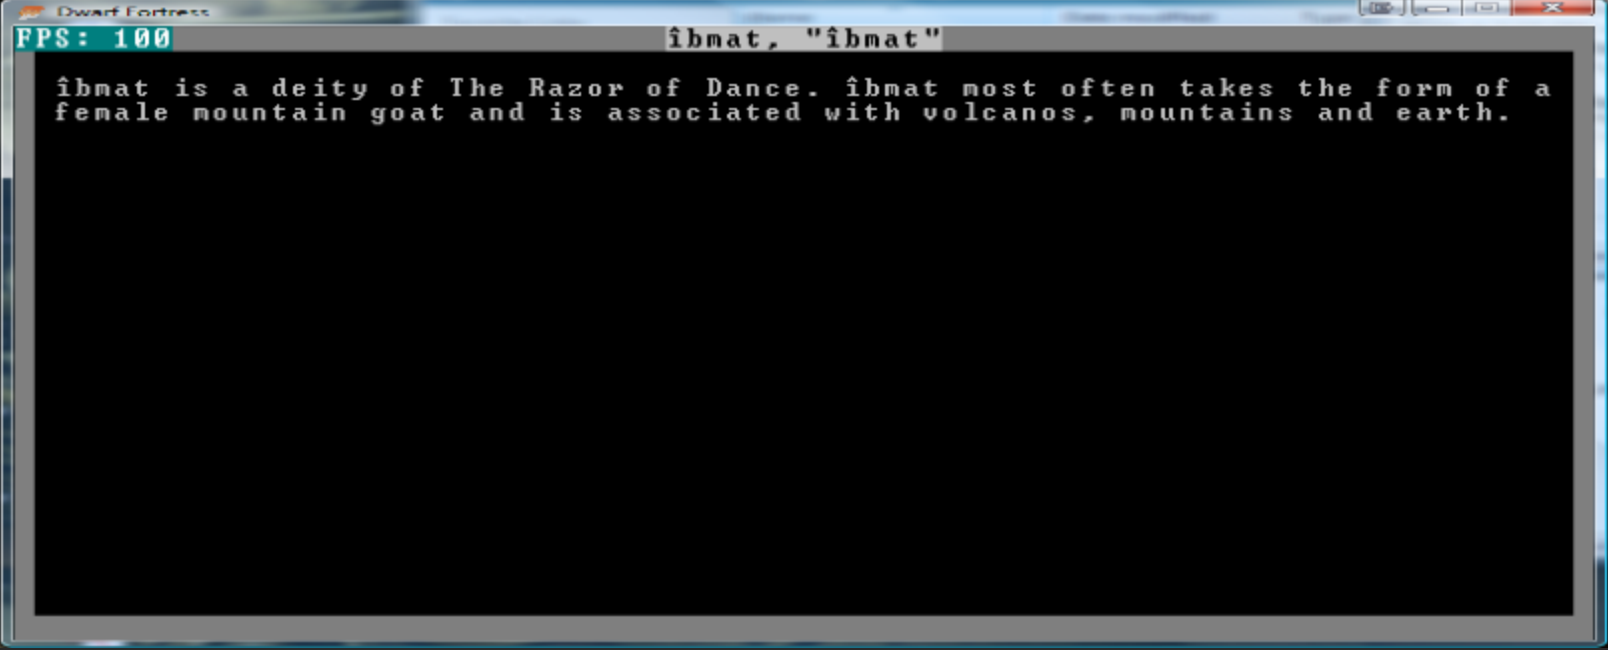 Dwarf Fortress
FPS: 100
îbmat, "îbmat"
îbmat is a deity of The Razor of Dance. îbmat most often takes the form of a
female mountain goat and is associated with volcanos, mountains and earth.